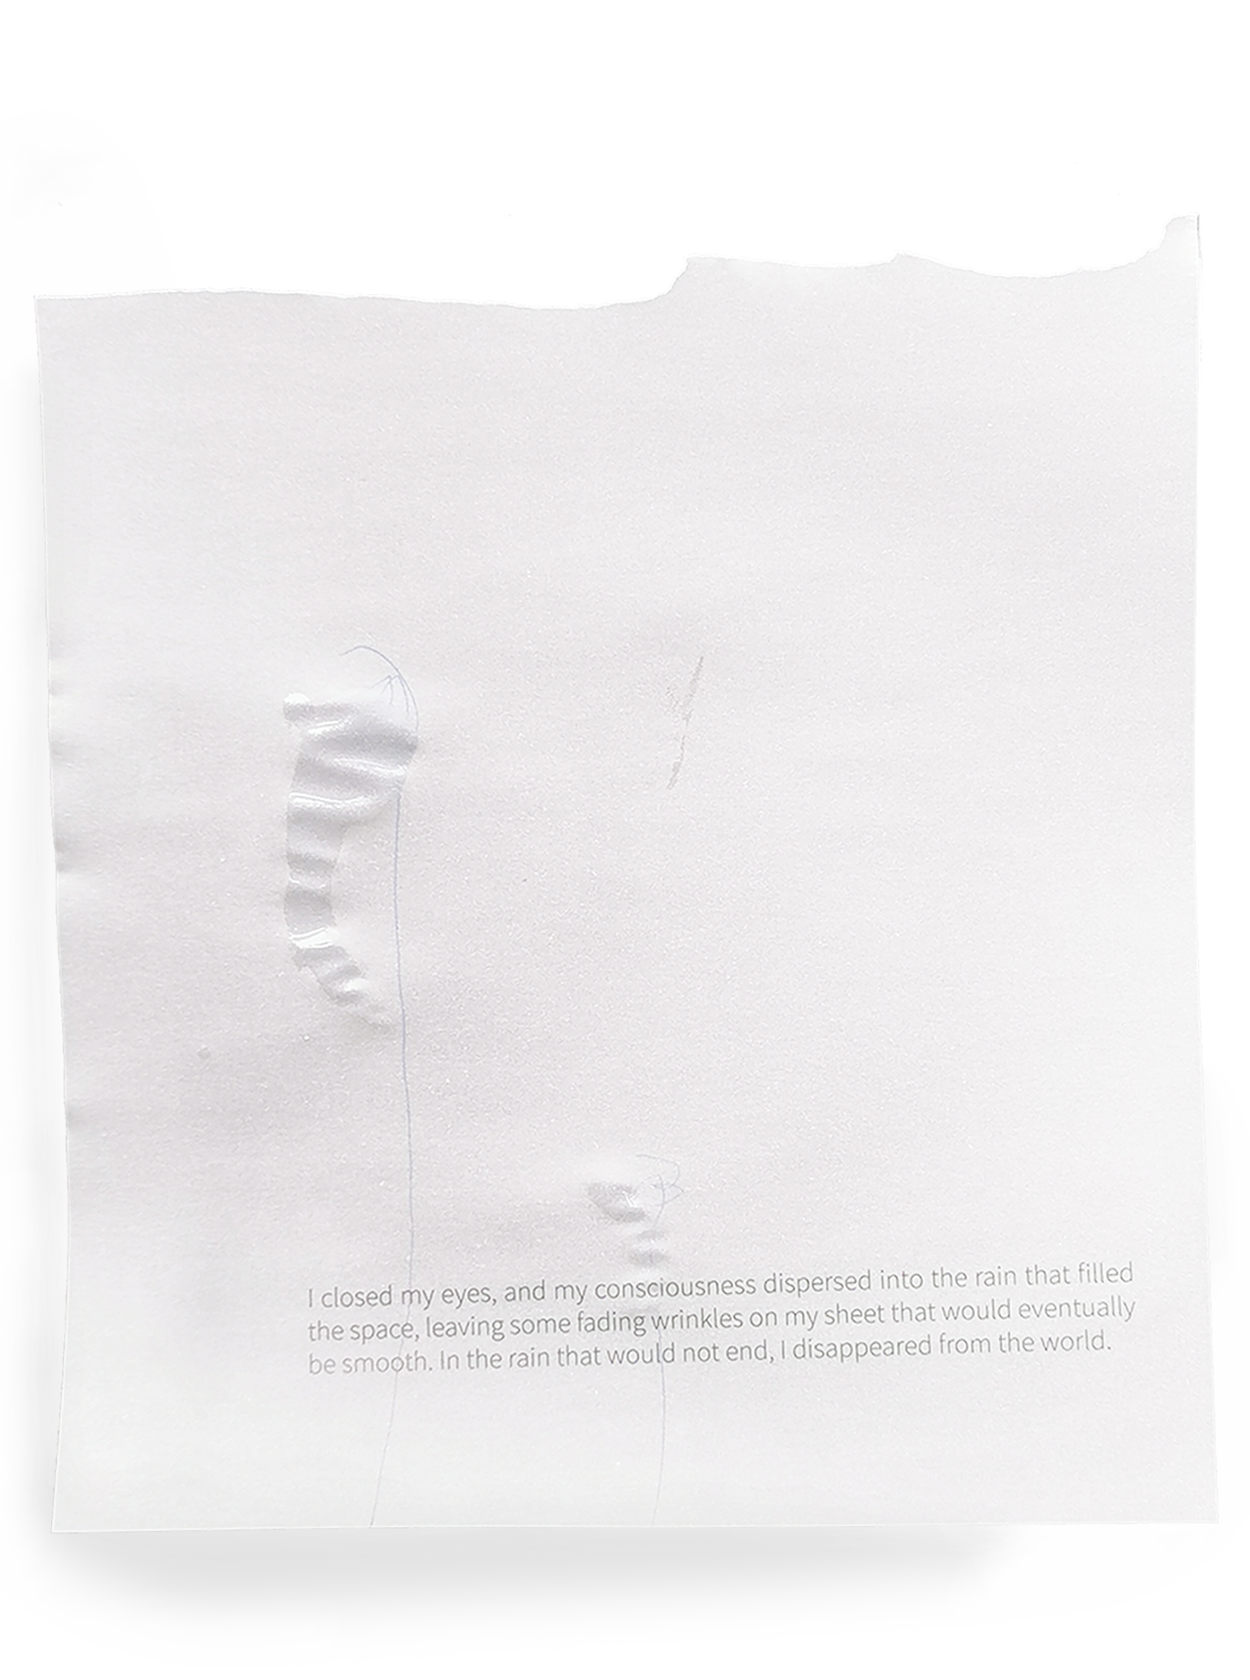 I closed my eyes, and my consciousness dispersed into the rain that filled
the space, leaving some fading wrinkles on my sheet that would eventually
be smooth. In the rain that would not end, I disappeared from the world.